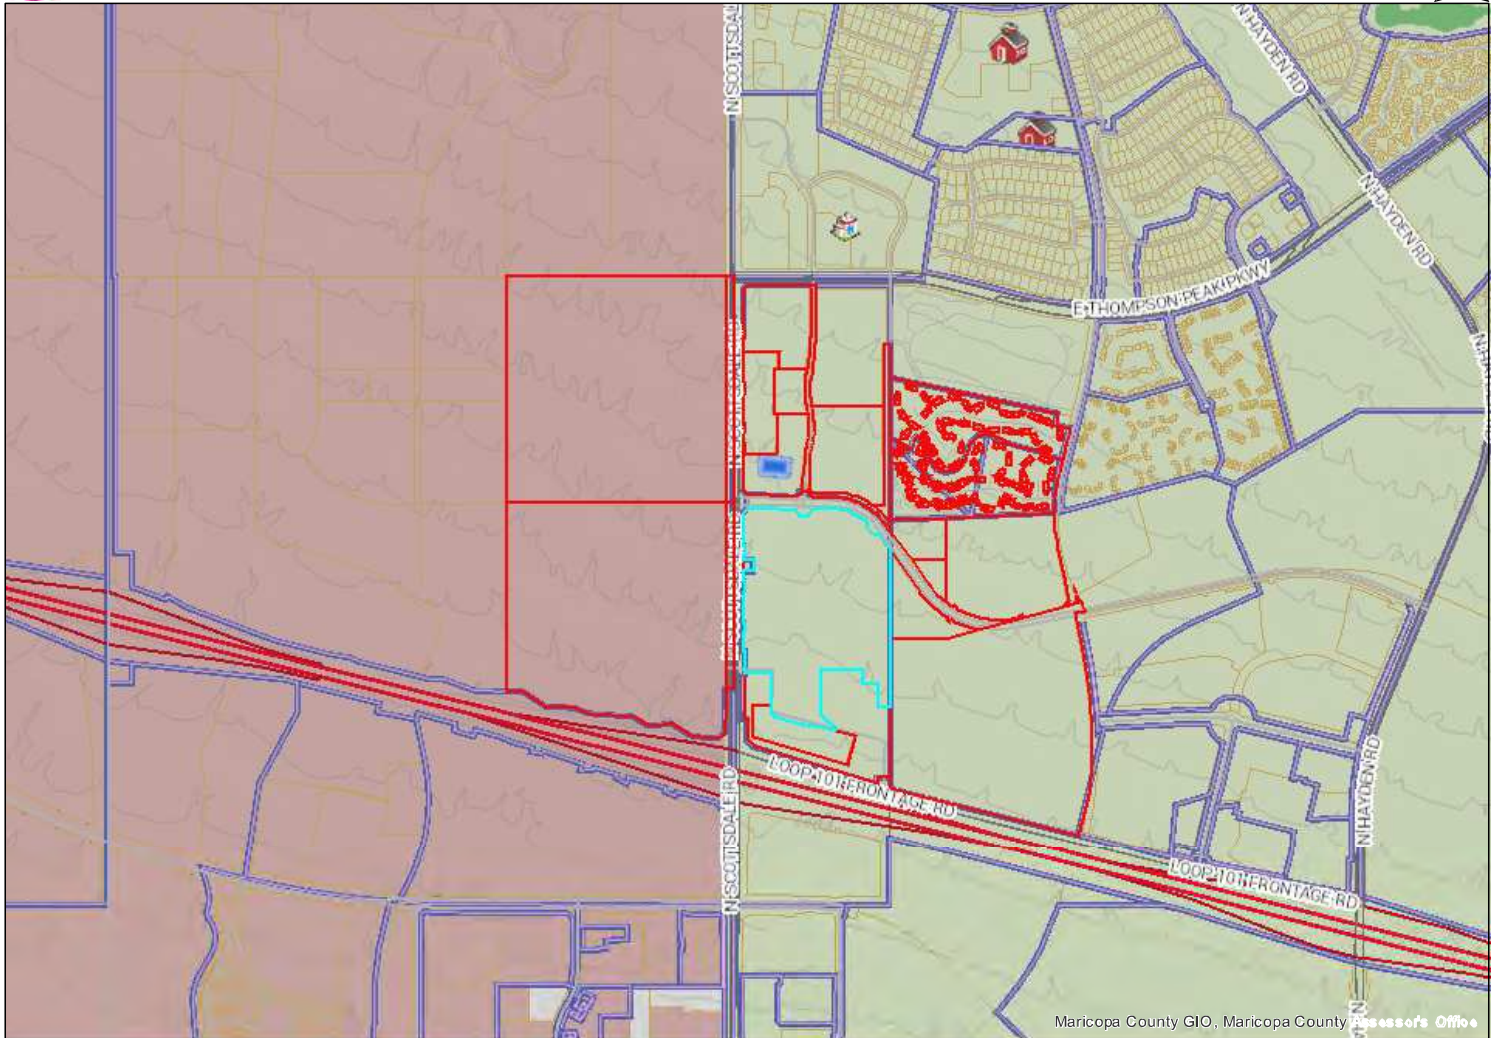 N SCOTTSDAL
N HAYDEN RD
N HAYDEN RD
E THOMPSON PEAK PKWY
N SCOTTSDALE RD
LOOP 101 FRONTAGE RD
N SCOTTSDALE RD
N HAYDEN RD
LOOP 101 FRONTAGE RD
Maricopa County GIO, Maricopa County Assessor's Office